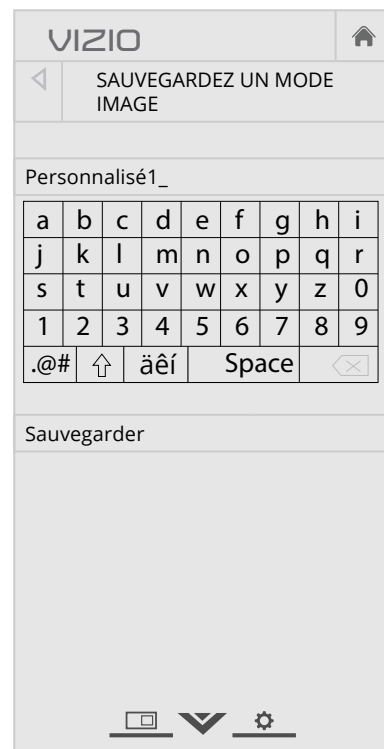 VIZIO
SAUVEGARDEZ UN MODE
IMAGE
Personnalisé1_
a b c d e f g h i
j k l m n o p q r
s t u v w x y z 0
1 2 3 4 5 6 7 8 9
.@# äêí Space
Sauvegarder